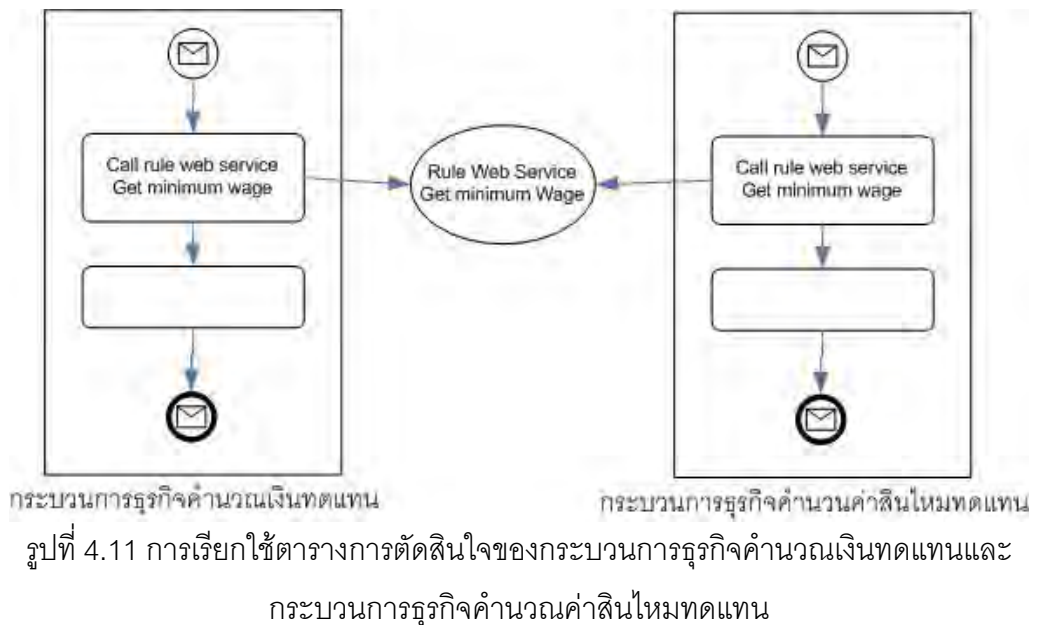 Call rule web service
Get minimum wage
Rule Web Service
Get minimum Wage
Call rule web service
Get minimum wage
กระบวนการธุรกิจคำนวณเงินทดแทน
กระบวนการธุรกิจคำนวนค่าสินไหมทดแทน
รูปที่ 4.11 การเรียกใช้ตารางการตัดสินใจของกระบวนการธุรกิจคำนวณเงินทดแทนและ
กระบวนการธุรกิจคำนวณค่าสินไหมทดแทน